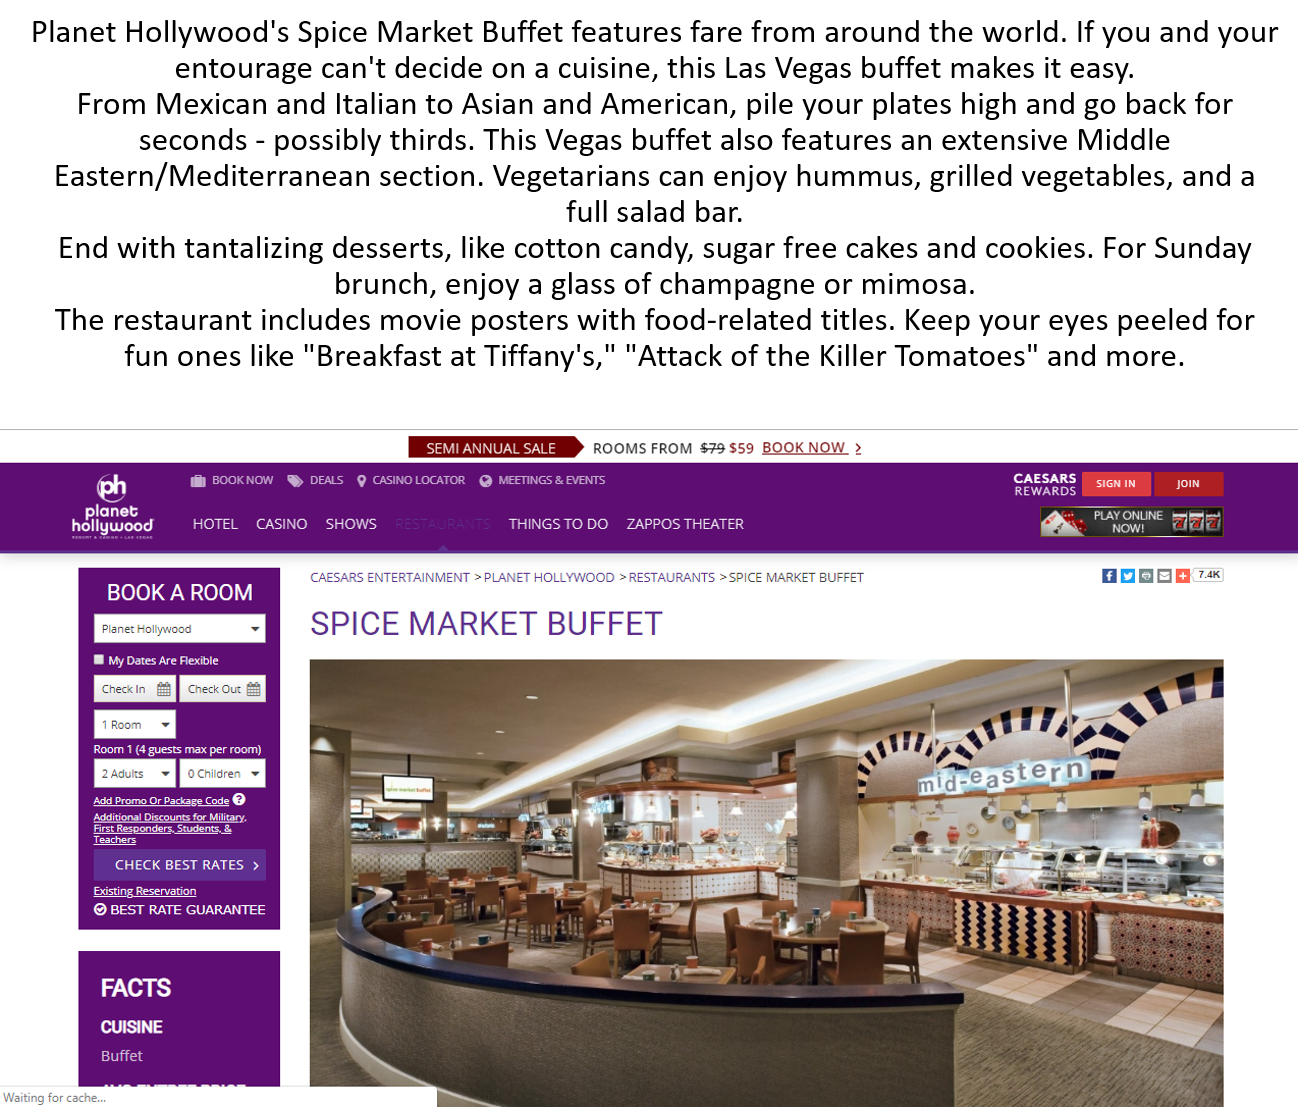 Planet Hollywood's Spice Market Buffet features fare from around the world. If you and your
entourage can't decide on a cuisine, this Las Vegas buffet makes it easy.
From Mexican and Italian to Asian and American, pile your plates high and go back for
seconds - possibly thirds. This Vegas buffet also features an extensive Middle
Eastern/Mediterranean section. Vegetarians can enjoy hummus, grilled vegetables, and a
full salad bar.
End with tantalizing desserts, like cotton candy, sugar free cakes and cookies. For Sunday
brunch, enjoy a glass of champagne or mimosa.
The restaurant includes movie posters with food-related titles. Keep your eyes peeled for
fun ones like "Breakfast at Tiffany's," "Attack of the Killer Tomatoes" and more.
SEMI ANNUAL SALE ROOMS FROM $79 $59 BOOK NOW >
ph
planet
hollywood
RESORT & CASINO • LAS VEGAS
BOOK NOW DEALS CASINO LOCATOR MEETINGS & EVENTS
HOTEL CASINO SHOWS RESTAURANTS THINGS TO DO ZAPPOS THEATER
CAESARS
REWARDS
SIGN IN JOIN
PLAY ONLINE
NOW!
777
BOOK A ROOM
Planet Hollywood
My Dates Are Flexible
Check In Check Out
1 Room
Room 1 (4 guests max per room)
2 Adults 0 Children
Add Promo Or Package Code ?
Additional Discounts for Military,
First Responders, Students, &
Teachers
CHECK BEST RATES >
Existing Reservation
BEST RATE GUARANTEE
FACTS
CUISINE
Buffet
CAESARS ENTERTAINMENT > PLANET HOLLYWOOD > RESTAURANTS > SPICE MARKET BUFFET
7.4K
SPICE MARKET BUFFET
spice market buffet
mid-eastern
Waiting for cache...